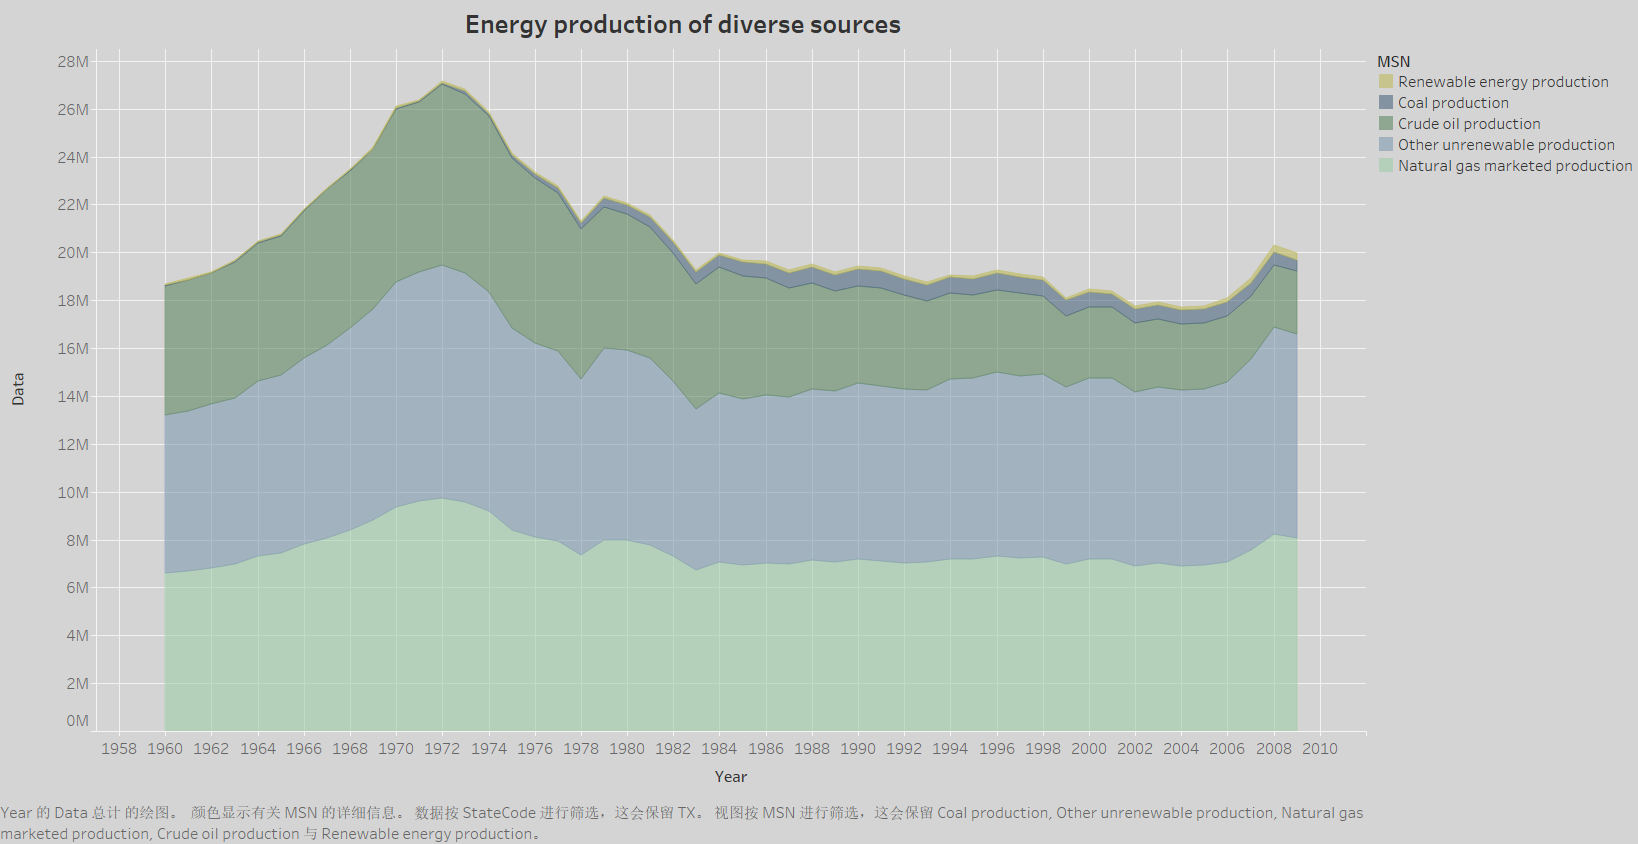 Energy production of diverse sources
MSN
Renewable energy production
Coal production
Crude oil production
Other unrenewable production
Natural gas marketed production
28M
26M
24M
22M
20M
18M
16M
14M
12M
10M
8M
6M
4M
2M
0M
Data
1958 1960 1962 1964 1966 1968 1970 1972 1974 1976 1978 1980 1982 1984 1986 1988 1990 1992 1994 1996 1998 2000 2002 2004 2006 2008 2010
Year
Year 的 Data 总计 的绘图。 颜色显示有关 MSN 的详细信息。 数据按 StateCode 进行筛选，这会保留 TX。 视图按 MSN 进行筛选，这会保留 Coal production, Other unrenewable production, Natural gas
marketed production, Crude oil production 与 Renewable energy production。